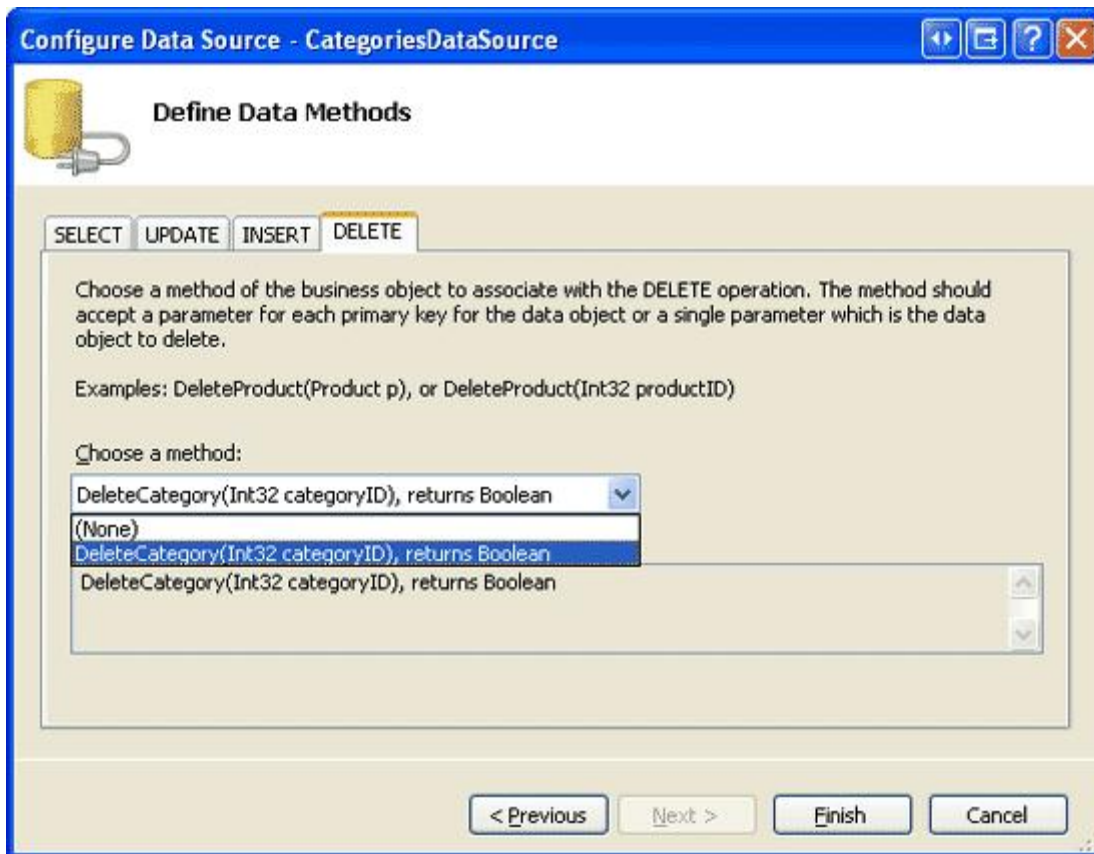 Configure Data Source - CategoriesDataSource
Define Data Methods
SELECT UPDATE INSERT DELETE
Choose a method of the business object to associate with the DELETE operation. The method should
accept a parameter for each primary key for the data object or a single parameter which is the data
object to delete.
Examples: DeleteProduct(Product p), or DeleteProduct(Int32 productID)
Choose a method:
DeleteCategory(Int32 categoryID), returns Boolean
(None)
DeleteCategory(Int32 categoryID), returns Boolean
DeleteCategory(Int32 categoryID), returns Boolean
< Previous Next > Finish Cancel